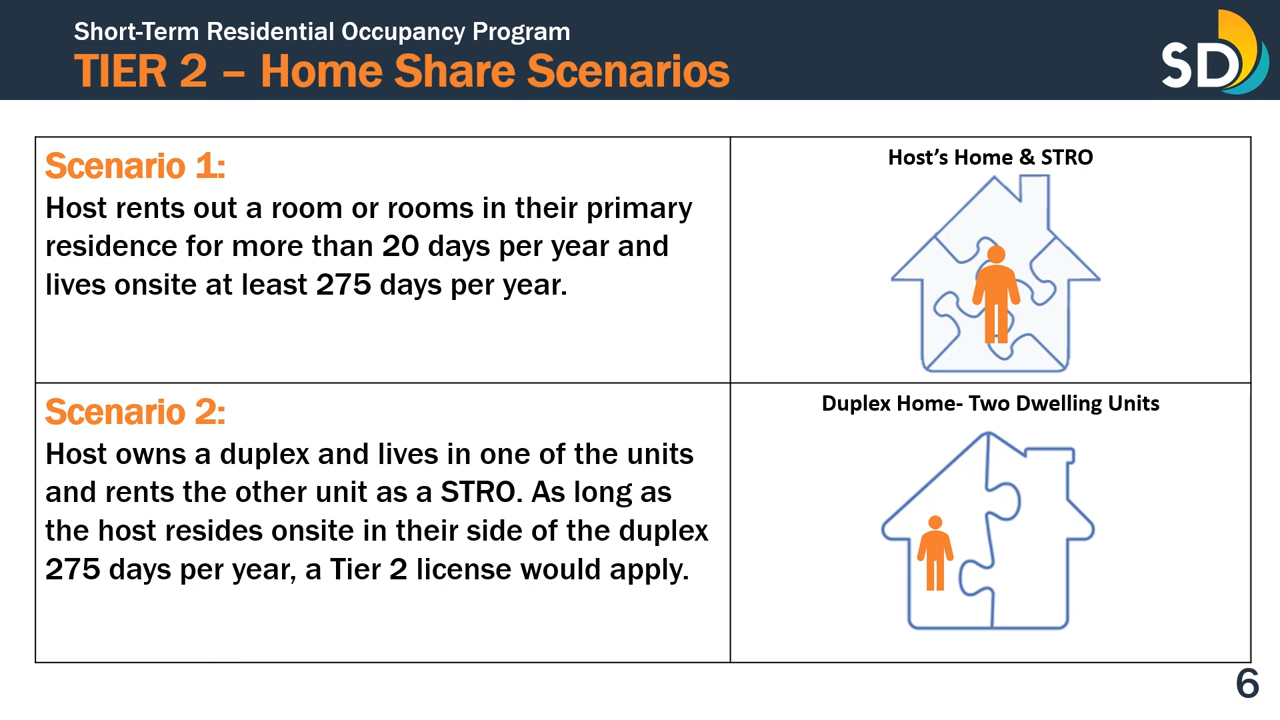 Short-Term Residential Occupancy Program
TIER 2 – Home Share Scenarios
SD
Scenario 1:
Host rents out a room or rooms in their primary
residence for more than 20 days per year and
lives onsite at least 275 days per year.
Host's Home & STRO
Scenario 2:
Host owns a duplex and lives in one of the units
and rents the other unit as a STRO. As long as
the host resides onsite in their side of the duplex
275 days per year, a Tier 2 license would apply.
Duplex Home- Two Dwelling Units
6